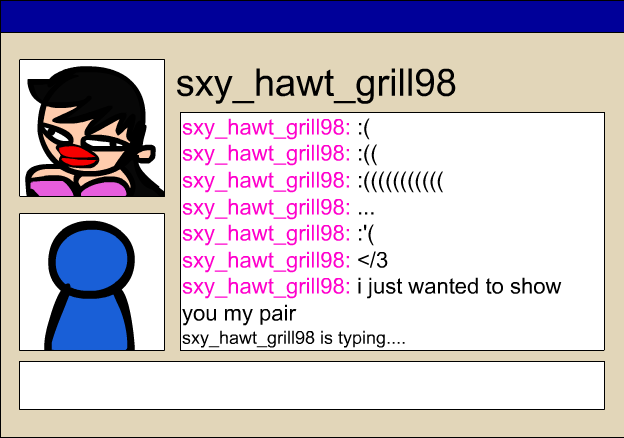 sxy_hawt_grill98
sxy_hawt_grill98: :(
sxy_hawt_grill98: :((
sxy_hawt_grill98: :(((((((((((
sxy_hawt_grill98: ...
sxy_hawt_grill98: :'(
sxy_hawt_grill98: </3
sxy_hawt_grill98: i just wanted to show
you my pair
sxy_hawt_grill98 is typing....